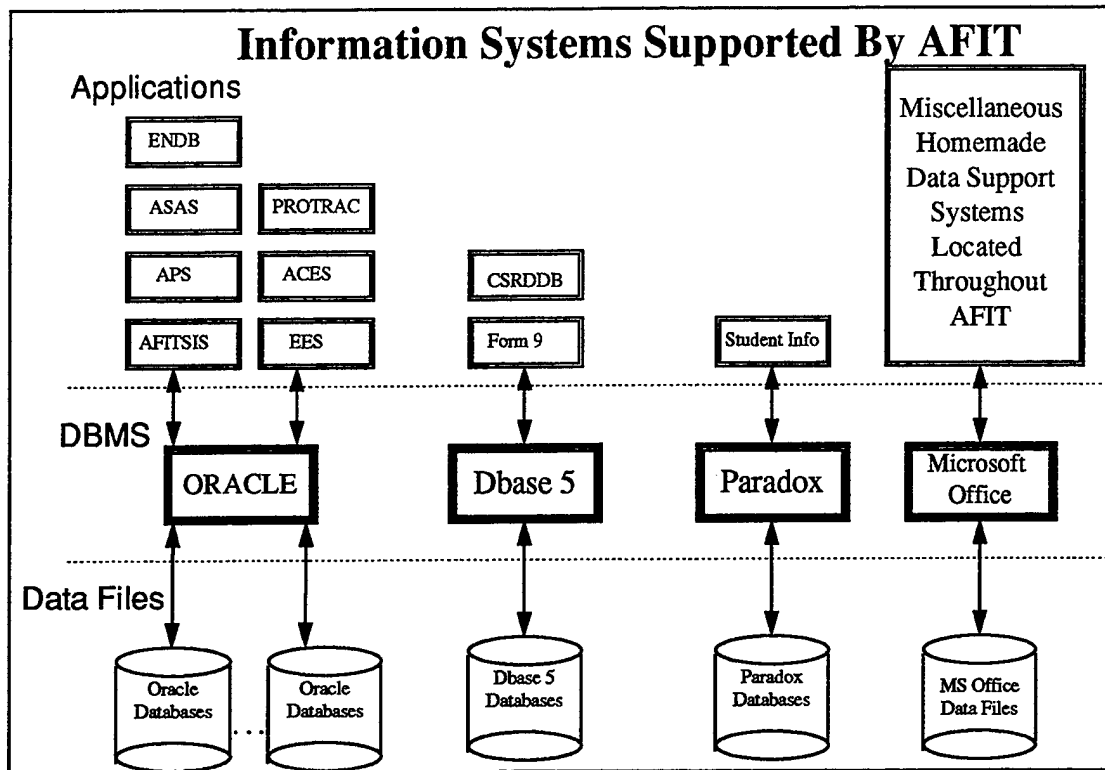 Information Systems Supported By AFIT
Applications
ENDB
ASAS
PROTRAC
APS
ACES
AFITSIS
EES
CSRDDB
Form 9
Student Info
Miscellaneous
Homemade
Data Support
Systems
Located
Throughout
AFIT
DBMS
ORACLE
Dbase 5
Paradox
Microsoft
Office
Data Files
Oracle
Databases
. . .
Oracle
Databases
Dbase 5
Databases
Paradox
Databases
MS Office
Data Files